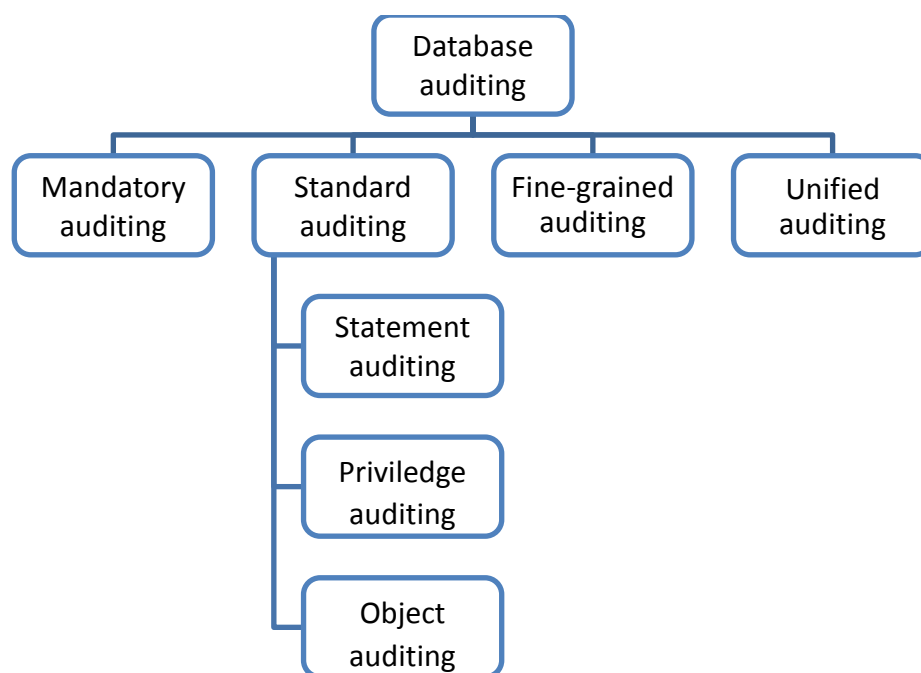 Database
auditing
Mandatory
auditing
Standard
auditing
Fine-grained
auditing
Unified
auditing
Statement
auditing
Priviledge
auditing
Object
auditing